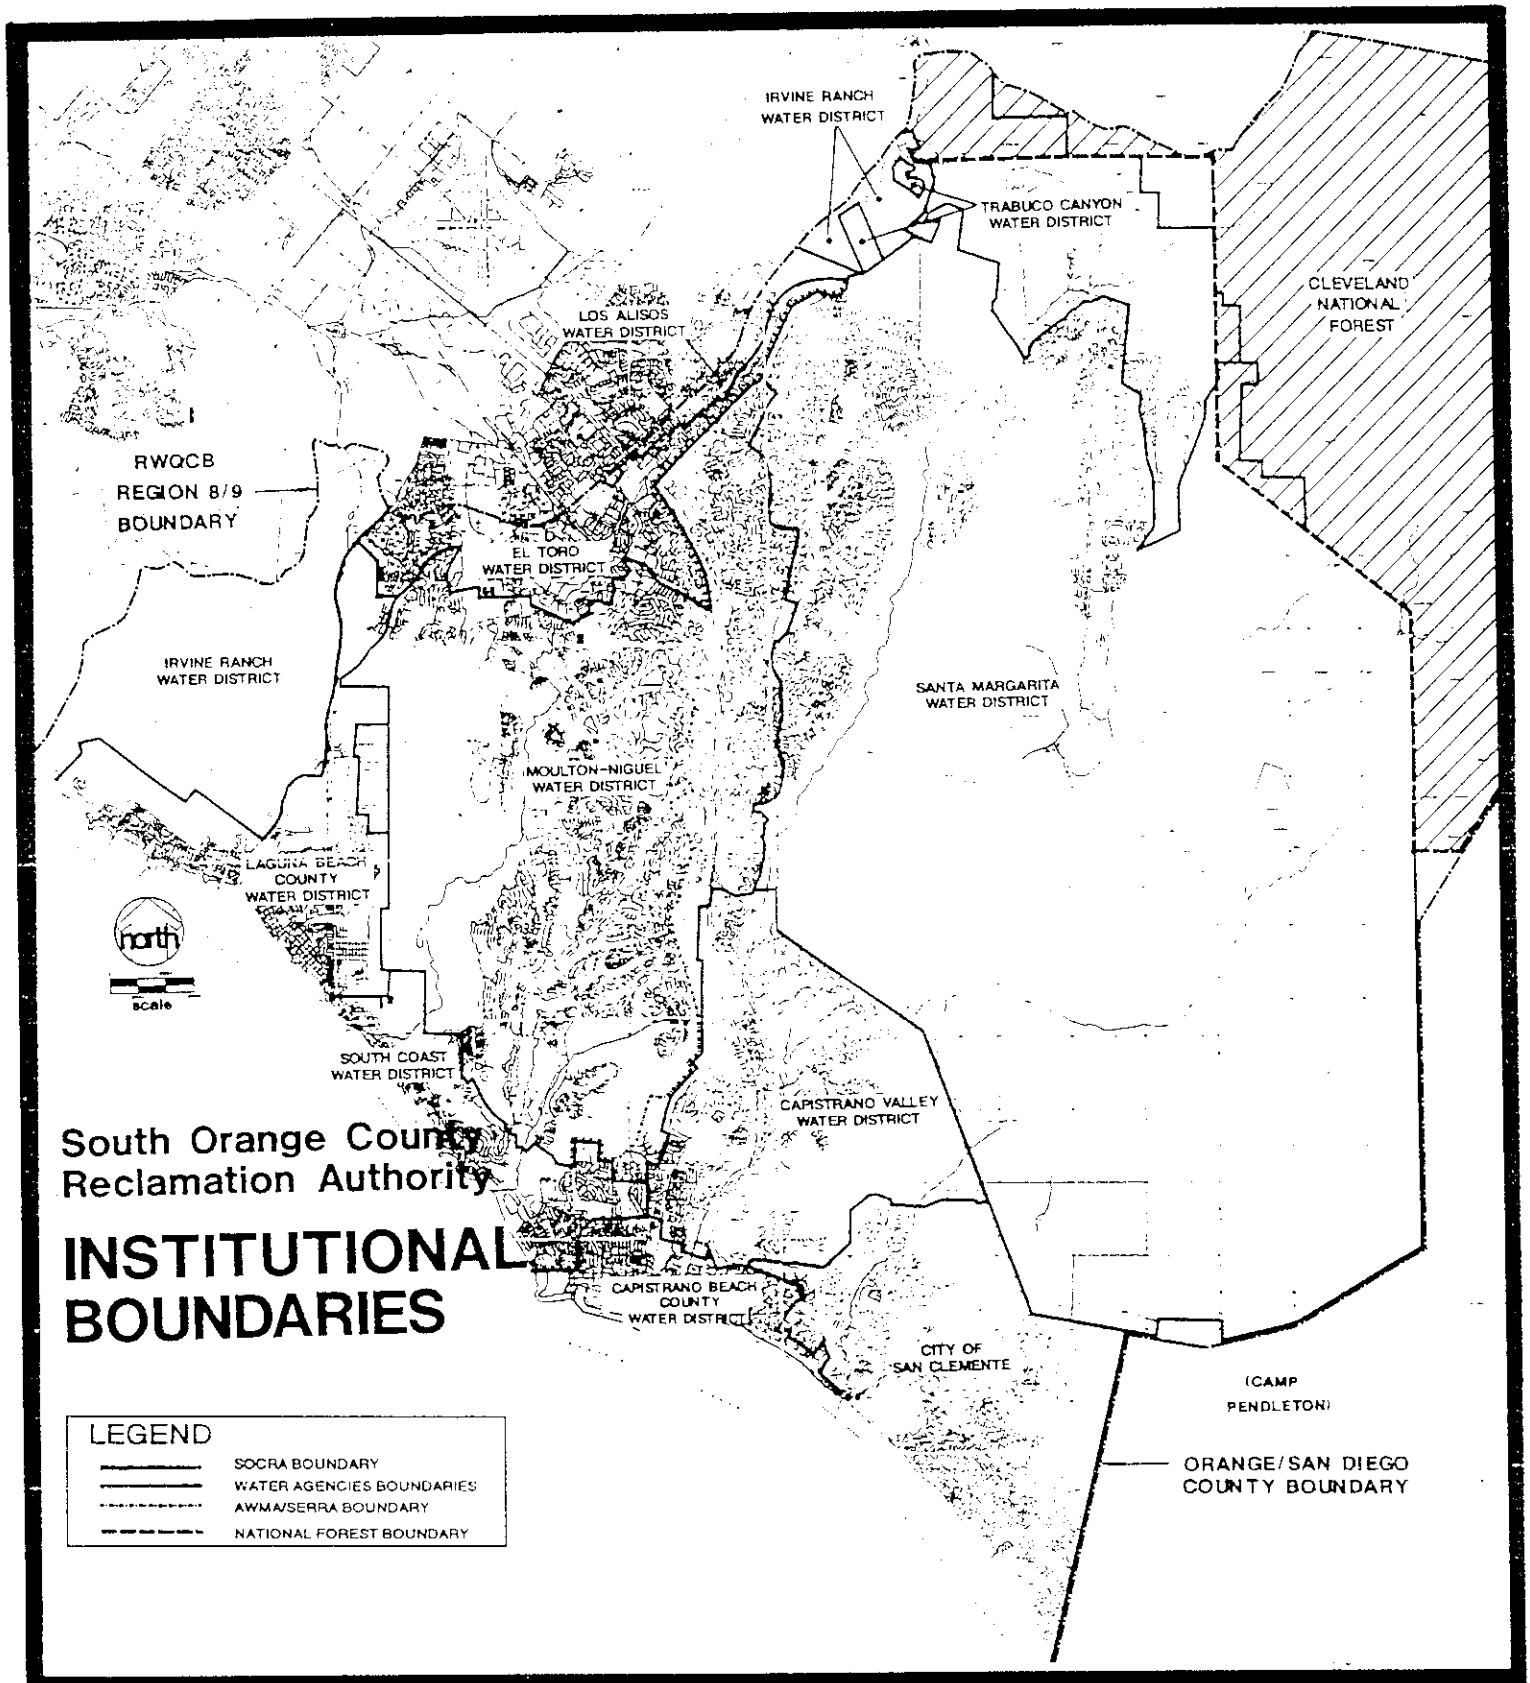 IRVINE RANCH
WATER DISTRICT
TRABUCO CANYON
WATER DISTRICT
CLEVELAND
NATIONAL
FOREST
LOS ALISOS
WATER DISTRICT
RWQCB
REGION 8/9
BOUNDARY
EL TORO
WATER DISTRICT
IRVINE RANCH
WATER DISTRICT
SANTA MARGARITA
WATER DISTRICT
MOULTON-NIGUEL
WATER DISTRICT
LAGUNA BEACH
COUNTY
WATER DISTRICT
north
scale
SOUTH COAST
WATER DISTRICT
CAPISTRANO VALLEY
WATER DISTRICT
South Orange County
Reclamation Authority
INSTITUTIONAL
BOUNDARIES
CAPISTRANO BEACH
COUNTY
WATER DISTRICT
CITY OF
SAN CLEMENTE
(CAMP
PENDLETON)
ORANGE/SAN DIEGO
COUNTY BOUNDARY
LEGEND
SOCRA BOUNDARY
WATER AGENCIES BOUNDARIES
AWMA/SERRA BOUNDARY
NATIONAL FOREST BOUNDARY